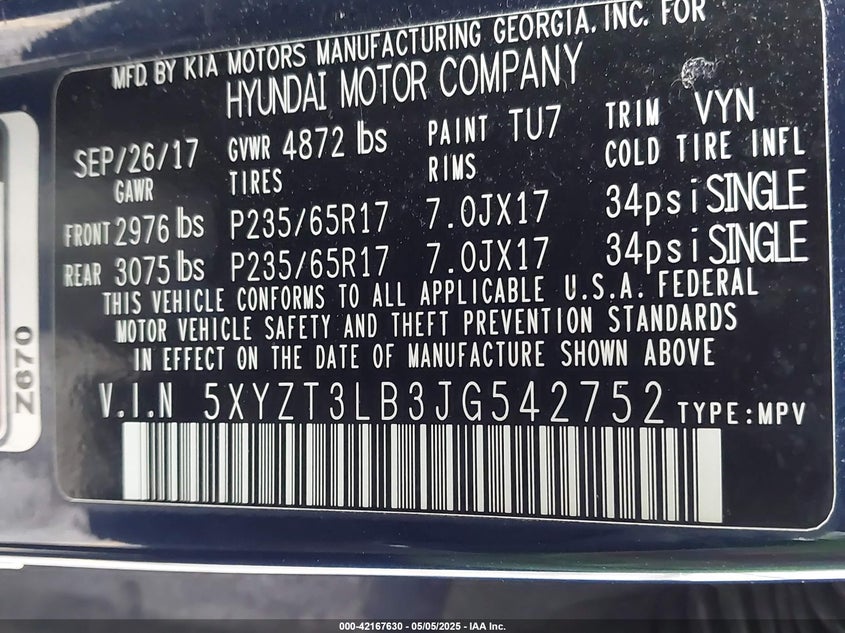 MFD. BY KIA MOTORS MANUFACTURING GEORGIA, INC. FOR
HYUNDAI MOTOR COMPANY
SEP/26/17 GVWR 4872 lbs PAINT TU7 TRIM VYN
GAWR TIRES RIMS COLD TIRE INFL
FRONT 2976 lbs P235/65R17 7.0JX17 34psi SINGLE
REAR 3075 lbs P235/65R17 7.0JX17 34psi SINGLE
THIS VEHICLE CONFORMS TO ALL APPLICABLE U.S.A. FEDERAL
MOTOR VEHICLE SAFETY AND THEFT PREVENTION STANDARDS
IN EFFECT ON THE DATE OF MANUFACTURE SHOWN ABOVE
V.I.N 5XYZT3LB3JG542752 TYPE:MPV
Z670
000-42167630 - 05/05/2025 - IAA Inc.